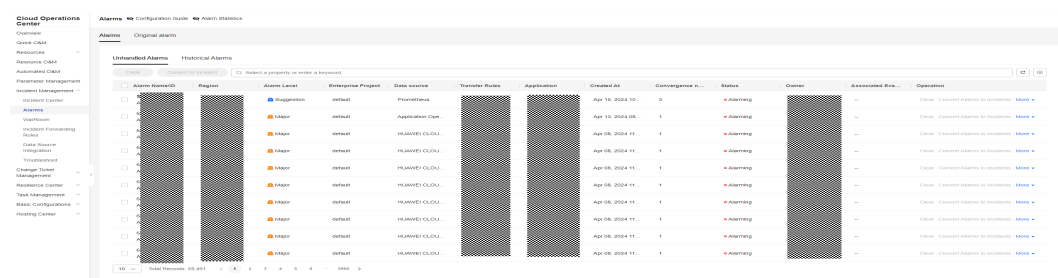 Cloud Operations
Center
Overview
Quick O&M
Resources
Resource O&M
Automated O&M
Parameter Management
Incident Management
Incident Center
Alarms
WarRoom
Incident Forwarding
Rules
Data Source
Integration
Troubleshoot
Change Ticket
Management
Resilience Center
Task Management
Basic Configurations
Hosting Center
Alarms Configuration Guide Alarm Statistics
Alarms Original alarm
Unhandled Alarms Historical Alarms
Clear Convert to Incident Select a property or enter a keyword.
Alarm Name/ID Region Alarm Level Enterprise Project Data source Transfer Rules Application Created At Convergence n... Status Owner Associated Eve... Operation
Suggestion default Prometheus Apr 19, 2024 10... 3 Alarming -- Clear Convert Alarms to Incidents More
Major default Application Ope... Apr 13, 2024 08... 1 Alarming -- Clear Convert Alarms to Incidents More
Major default HUAWEI CLOU... Apr 08, 2024 11... 1 Alarming -- Clear Convert Alarms to Incidents More
Major default HUAWEI CLOU... Apr 08, 2024 11... 1 Alarming -- Clear Convert Alarms to Incidents More
Major default HUAWEI CLOU... Apr 08, 2024 11... 1 Alarming -- Clear Convert Alarms to Incidents More
Major default HUAWEI CLOU... Apr 08, 2024 11... 1 Alarming -- Clear Convert Alarms to Incidents More
Major default HUAWEI CLOU... Apr 08, 2024 11... 1 Alarming -- Clear Convert Alarms to Incidents More
Major default HUAWEI CLOU... Apr 08, 2024 11... 1 Alarming -- Clear Convert Alarms to Incidents More
Major default HUAWEI CLOU... Apr 08, 2024 11... 1 Alarming -- Clear Convert Alarms to Incidents More
Major default HUAWEI CLOU... Apr 08, 2024 11... 1 Alarming -- Clear Convert Alarms to Incidents More
10 Total Records: 59,491 < 1 2 3 4 5 6 ... >